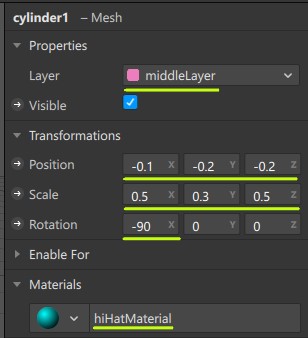 cylinder1 – Mesh
Properties
Layer middleLayer
Visible
Transformations
Position -0.1 X -0.2 Y -0.2 Z
Scale 0.5 X 0.3 Y 0.5 Z
Rotation -90 X 0 Y 0 Z
Enable For
Materials
hiHatMaterial